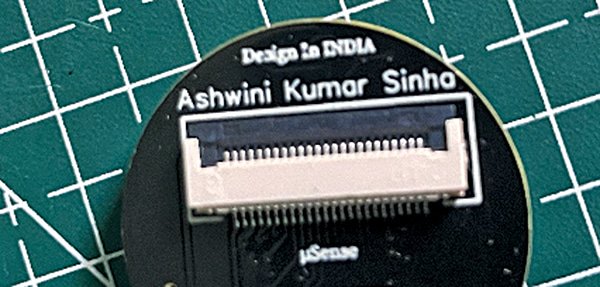 Design In INDIA
Ashwini Kumar Sinha
µSense